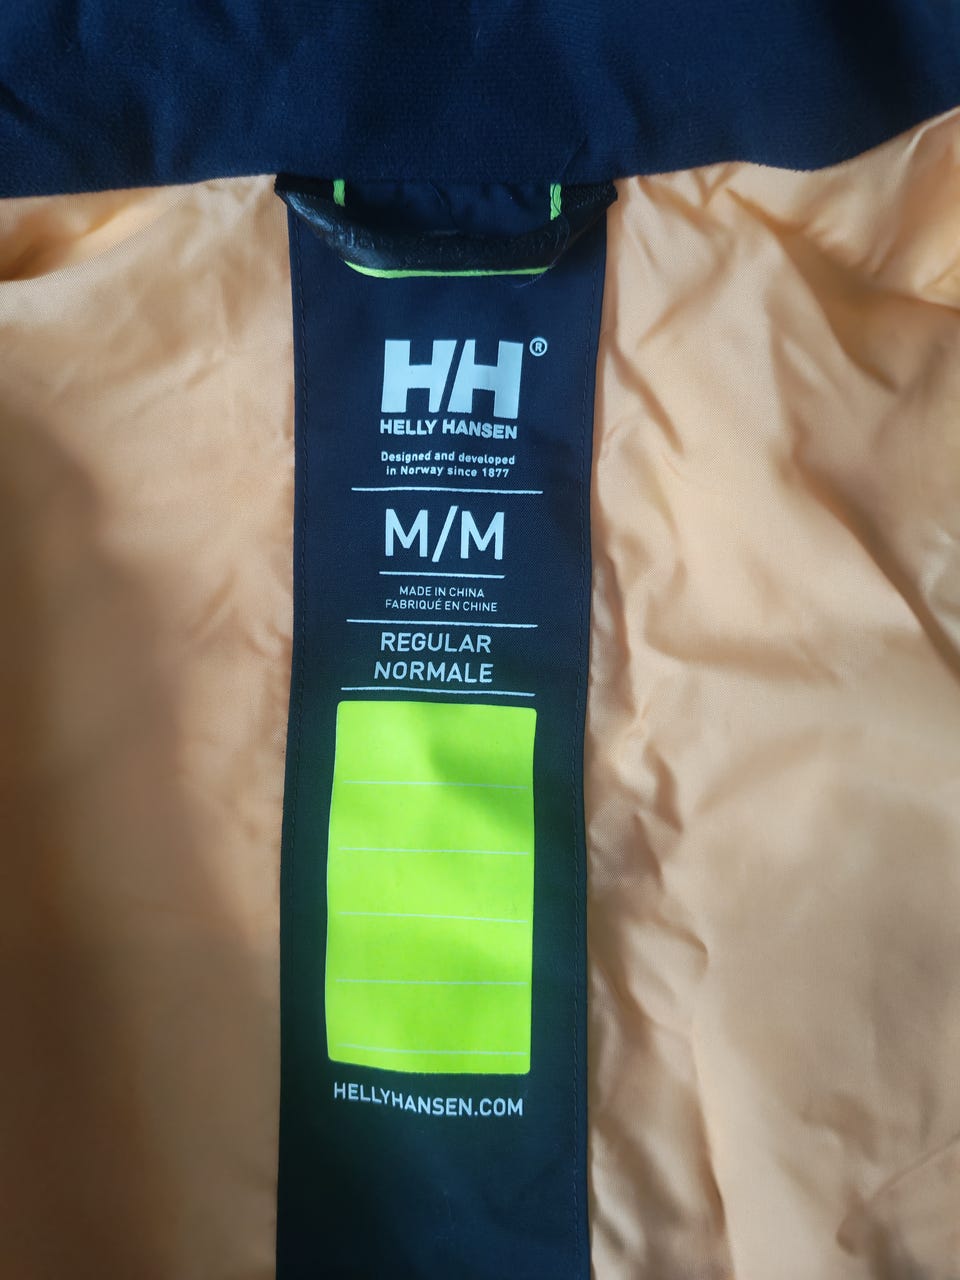 HH®
HELLY HANSEN
Designed and developed
in Norway since 1877
M/M
MADE IN CHINA
FABRIQUÉ EN CHINE
REGULAR
NORMALE
HELLYHANSEN.COM